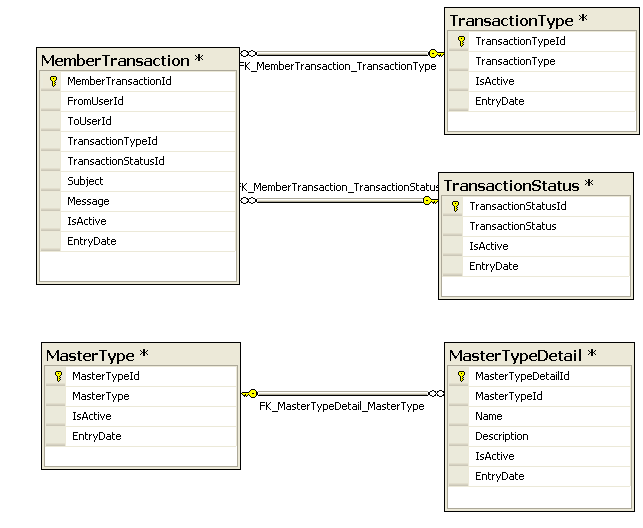 MemberTransaction *
MemberTransactionId
FromUserId
ToUserId
TransactionTypeId
TransactionStatusId
Subject
Message
IsActive
EntryDate
FK_MemberTransaction_TransactionType
TransactionType *
TransactionTypeId
TransactionType
IsActive
EntryDate
FK_MemberTransaction_TransactionStatus
TransactionStatus *
TransactionStatusId
TransactionStatus
IsActive
EntryDate
MasterType *
MasterTypeId
MasterType
IsActive
EntryDate
FK_MasterTypeDetail_MasterType
MasterTypeDetail *
MasterTypeDetailId
MasterTypeId
Name
Description
IsActive
EntryDate